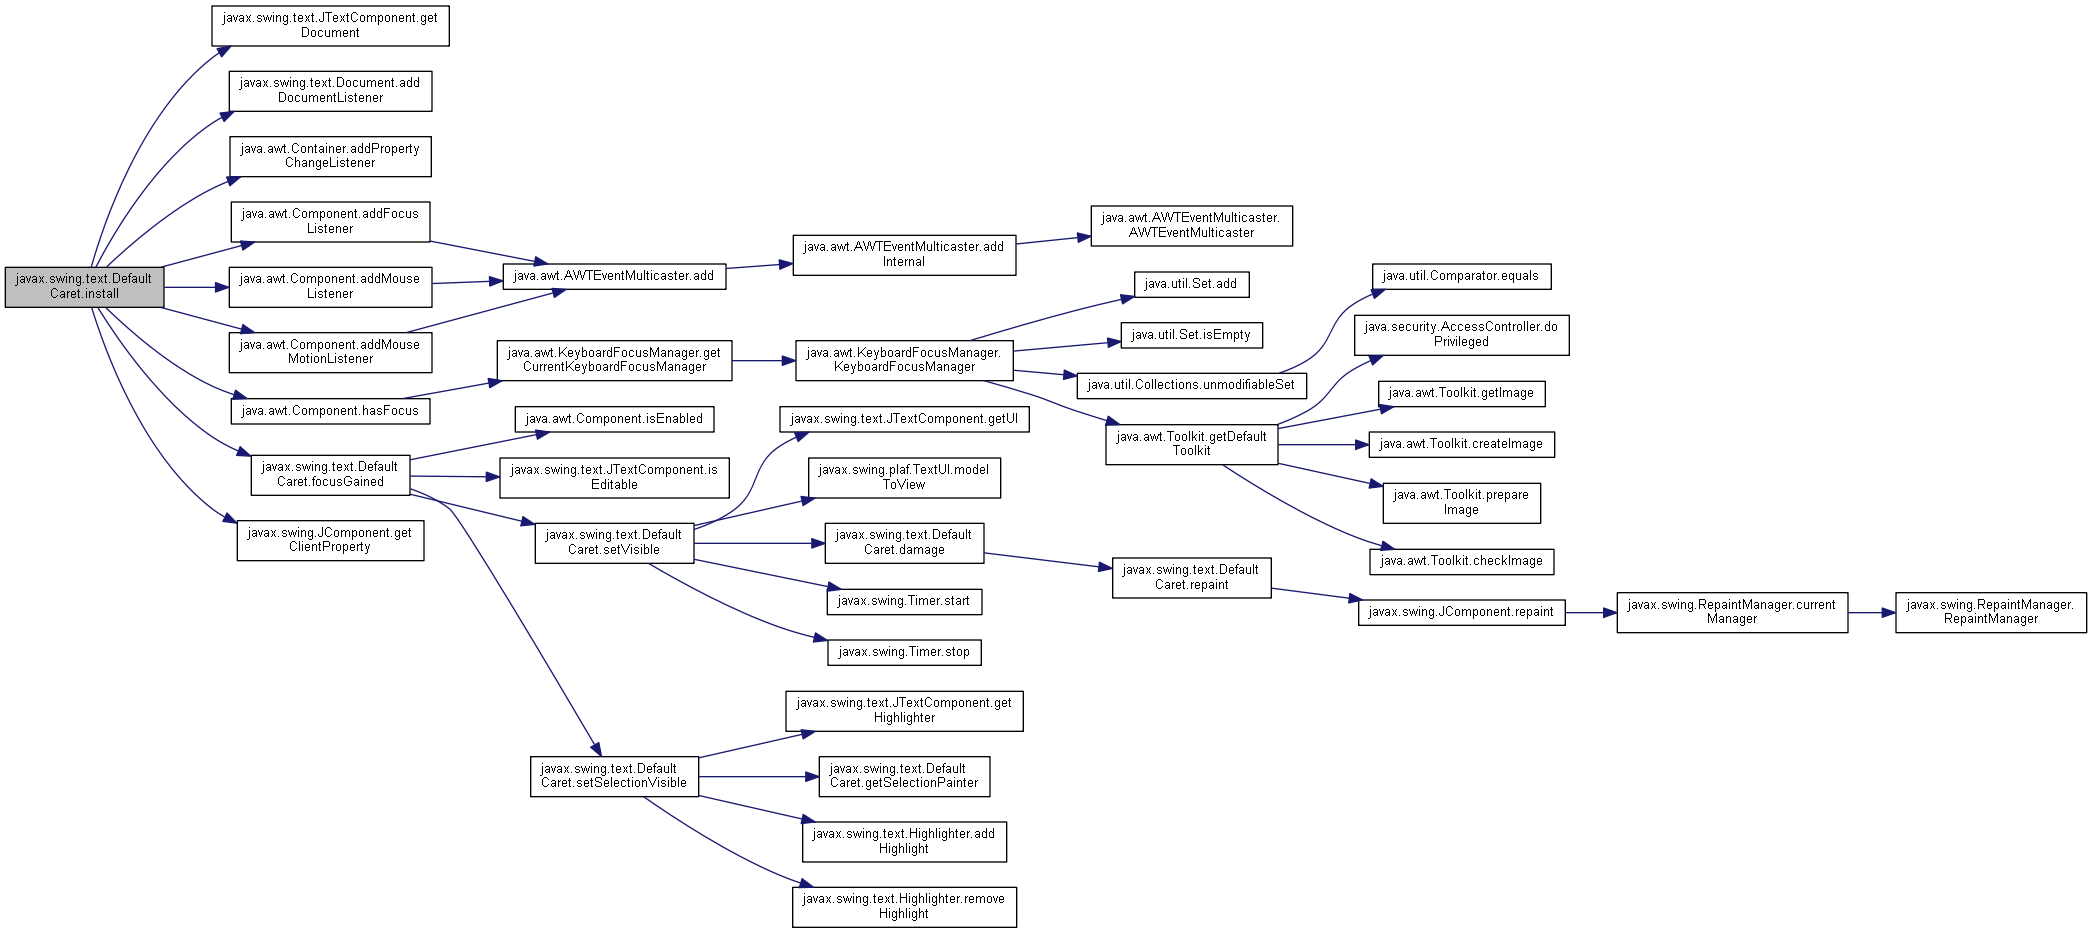 javax.swing.text.JTextComponent.get
Document
javax.swing.text.Document.add
DocumentListener
java.awt.Container.addProperty
ChangeListener
java.awt.Component.addFocus
Listener
javax.swing.text.Default
Caret.install
java.awt.Component.addMouse
Listener
java.awt.Component.addMouse
MotionListener
java.awt.Component.hasFocus
javax.swing.text.Default
Caret.focusGained
javax.swing.JComponent.get
ClientProperty
java.awt.AWTEventMulticaster.add
java.awt.KeyboardFocusManager.get
CurrentKeyboardFocusManager
java.awt.Component.isEnabled
javax.swing.text.JTextComponent.is
Editable
javax.swing.text.Default
Caret.setVisible
javax.swing.text.Default
Caret.setSelectionVisible
java.awt.AWTEventMulticaster.add
Internal
java.awt.KeyboardFocusManager.
KeyboardFocusManager
javax.swing.text.JTextComponent.getUI
javax.swing.plaf.TextUI.model
ToView
javax.swing.text.Default
Caret.damage
javax.swing.Timer.start
javax.swing.Timer.stop
javax.swing.text.JTextComponent.get
Highlighter
javax.swing.text.Default
Caret.getSelectionPainter
javax.swing.text.Highlighter.add
Highlight
javax.swing.text.Highlighter.remove
Highlight
java.awt.AWTEventMulticaster.
AWTEventMulticaster
java.util.Set.add
java.util.Set.isEmpty
java.util.Collections.unmodifiableSet
java.awt.Toolkit.getDefault
Toolkit
javax.swing.text.Default
Caret.repaint
java.util.Comparator.equals
java.security.AccessController.do
Privileged
java.awt.Toolkit.getImage
java.awt.Toolkit.createImage
java.awt.Toolkit.prepare
Image
java.awt.Toolkit.checkImage
javax.swing.JComponent.repaint
javax.swing.RepaintManager.current
Manager
javax.swing.RepaintManager.
RepaintManager